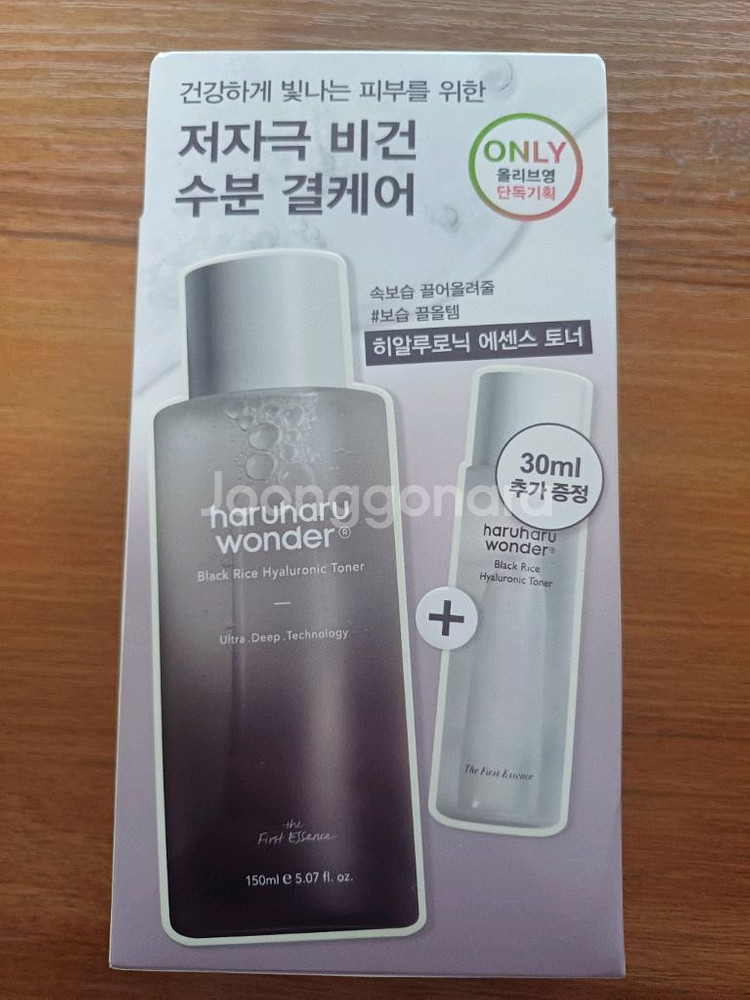 건강하게 빛나는 피부를 위한
저자극 비건
수분 결케어
ONLY
올리브영
단독기획
속보습 끌어올려줄
#보습 끌올템
히알루로닉 에센스 토너
30ml
추가 증정
Joonggonara
haruharu
wonder®
Black Rice Hyaluronic Toner
Ultra.Deep.Technology
the
First Essence
150ml e 5.07 fl. oz.
+
haruharu
wonder®
Black Rice
Hyaluronic Toner
The First Essence